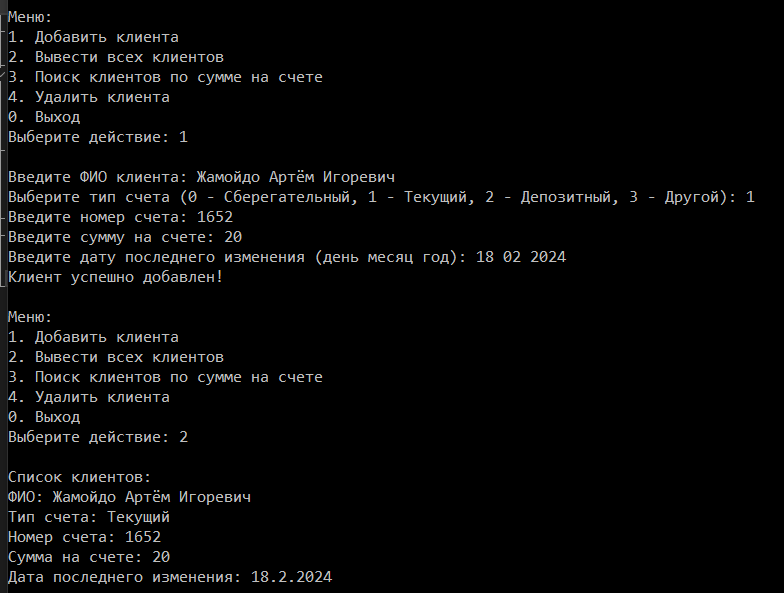 Меню:
1. Добавить клиента
2. Вывести всех клиентов
3. Поиск клиентов по сумме на счете
4. Удалить клиента
0. Выход
Выберите действие: 1
Введите ФИО клиента: Жамойдо Артём Игоревич
Выберите тип счета (0 - Сберегательный, 1 - Текущий, 2 - Депозитный, 3 - Другой): 1
Введите номер счета: 1652
Введите сумму на счете: 20
Введите дату последнего изменения (день месяц год): 18 02 2024
Клиент успешно добавлен!
Меню:
1. Добавить клиента
2. Вывести всех клиентов
3. Поиск клиентов по сумме на счете
4. Удалить клиента
0. Выход
Выберите действие: 2
Список клиентов:
ФИО: Жамойдо Артём Игоревич
Тип счета: Текущий
Номер счета: 1652
Сумма на счете: 20
Дата последнего изменения: 18.2.2024